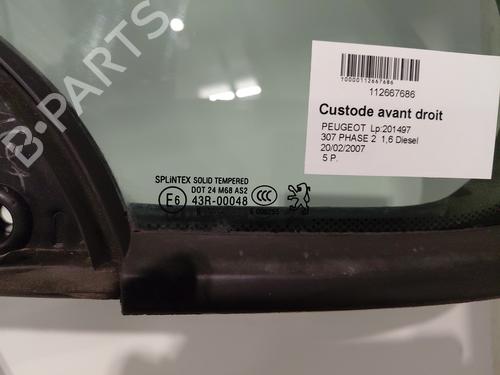 B-PARTS
Y0000112667686
112667686
Custode avant droit
PEUGEOT Lp:201497
307 PHASE 2 1,6 Diesel
20/02/2007
5 P.
SPLiNTEX SOLID TEMPERED
DOT 24 M68 AS2
E6 43R-00048